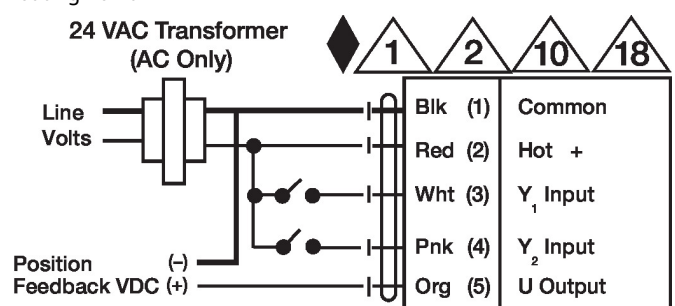 24 VAC Transformer
(AC Only)
1 2 10 18
Line
Volts
Blk (1) Common
Red (2) Hot +
Wht (3) Y1 Input
Pnk (4) Y2 Input
Position (-)
Feedback VDC (+)
Org (5) U Output